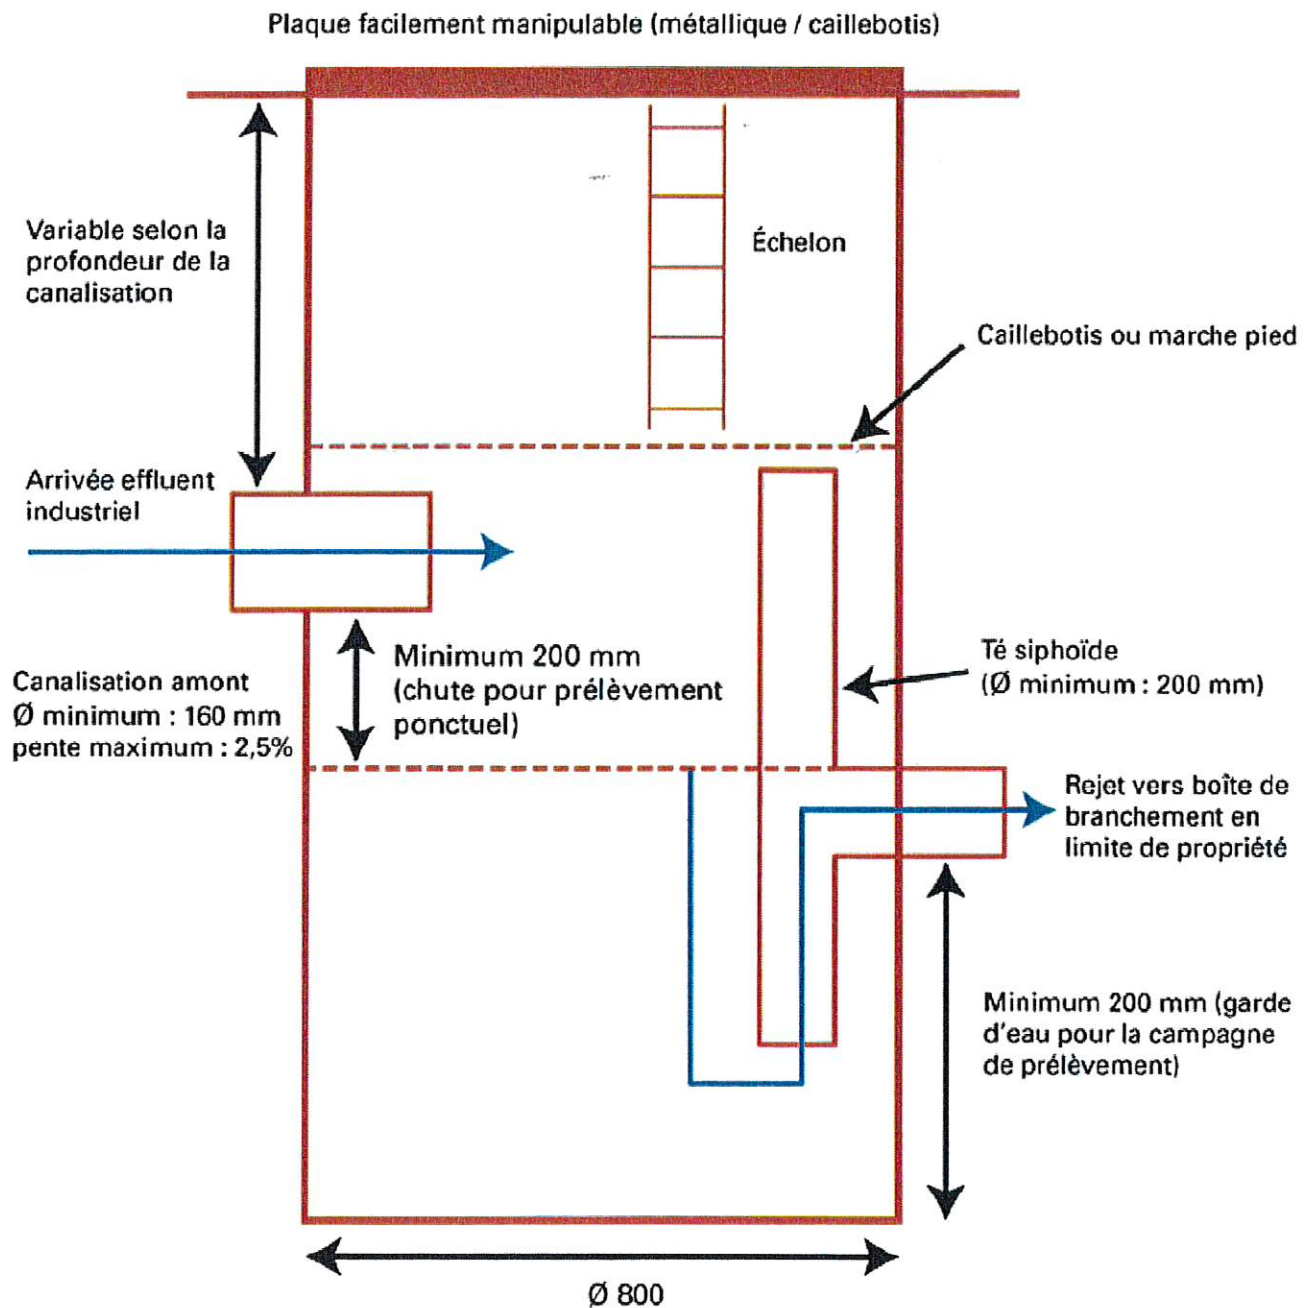 Plaque facilement manipulable (métallique / caillebotis)
Variable selon la
profondeur de la
canalisation
Échelon
Caillebotis ou marche pied
Arrivée effluent
industriel
Minimum 200 mm
(chute pour prélèvement
ponctuel)
Té siphoïde
(Ø minimum : 200 mm)
Canalisation amont
Ø minimum : 160 mm
pente maximum : 2,5%
Rejet vers boîte de
branchement en
limite de propriété
Minimum 200 mm (garde
d'eau pour la campagne
de prélèvement)
Ø 800